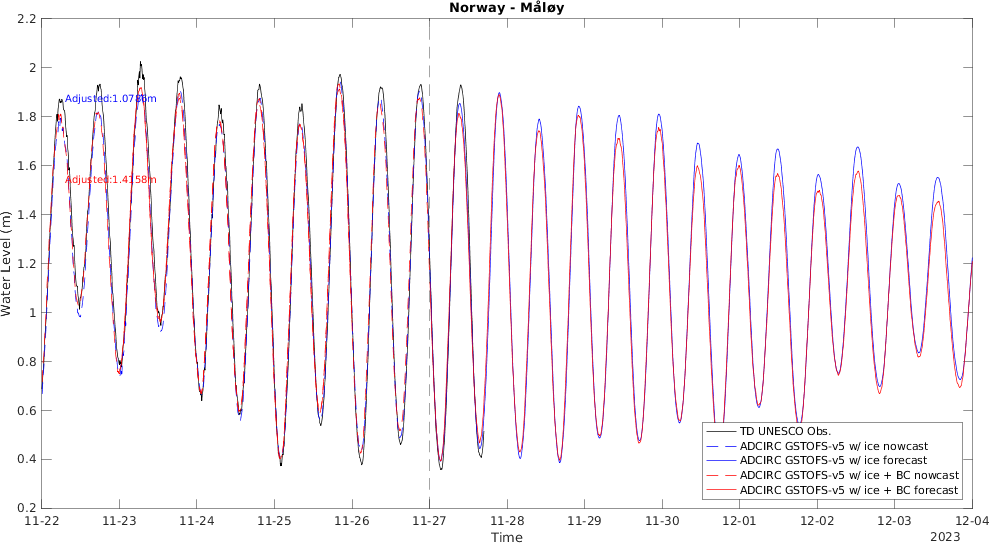 Norway - Måløy
2.2
2
1.8
1.6
1.4
1.2
1
0.8
0.6
0.4
0.2
Water Level (m)
Adjusted:1.0786m
Adjusted:1.4158m
TD UNESCO Obs.
ADCIRC GSTOFS-v5 w/ ice nowcast
ADCIRC GSTOFS-v5 w/ ice forecast
ADCIRC GSTOFS-v5 w/ ice + BC nowcast
ADCIRC GSTOFS-v5 w/ ice + BC forecast
11-22 11-23 11-24 11-25 11-26 11-27 11-28 11-29 11-30 12-01 12-02 12-03 12-04
Time
2023